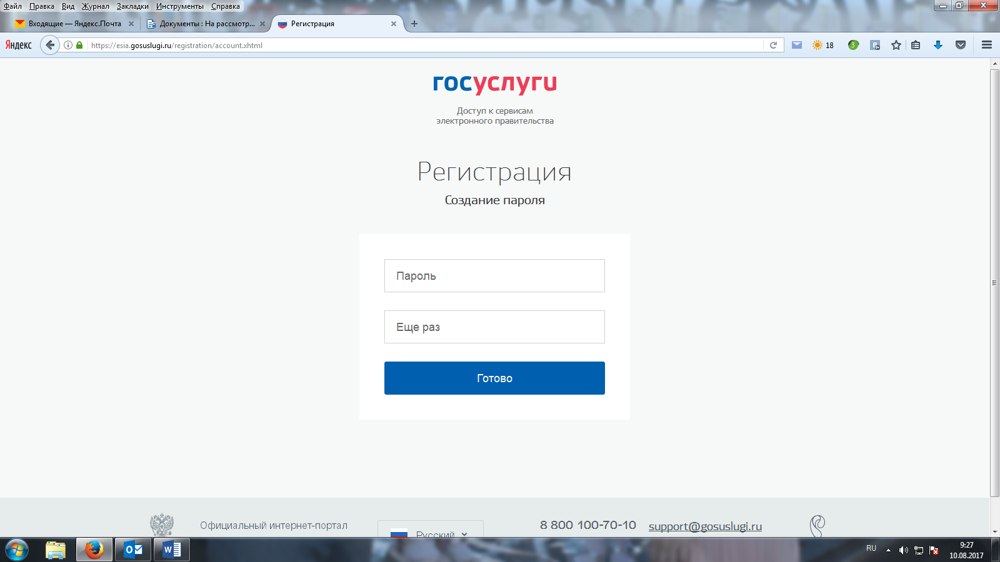 Файл Правка Вид Журнал Закладки Инструменты Справка
Входящие — Яндекс.Почта
Документы : На рассмотр...
Регистрация
Яндекс
https://esia.gosuslugi.ru/registration/account.xhtml
18
3
госуслуги
Доступ к сервисам
электронного правительства
Регистрация
Создание пароля
Пароль
Еще раз
Готово
Официальный интернет-портал
Русский
8 800 100-70-10
support@gosuslugi.ru
RU
9:27
10.08.2017